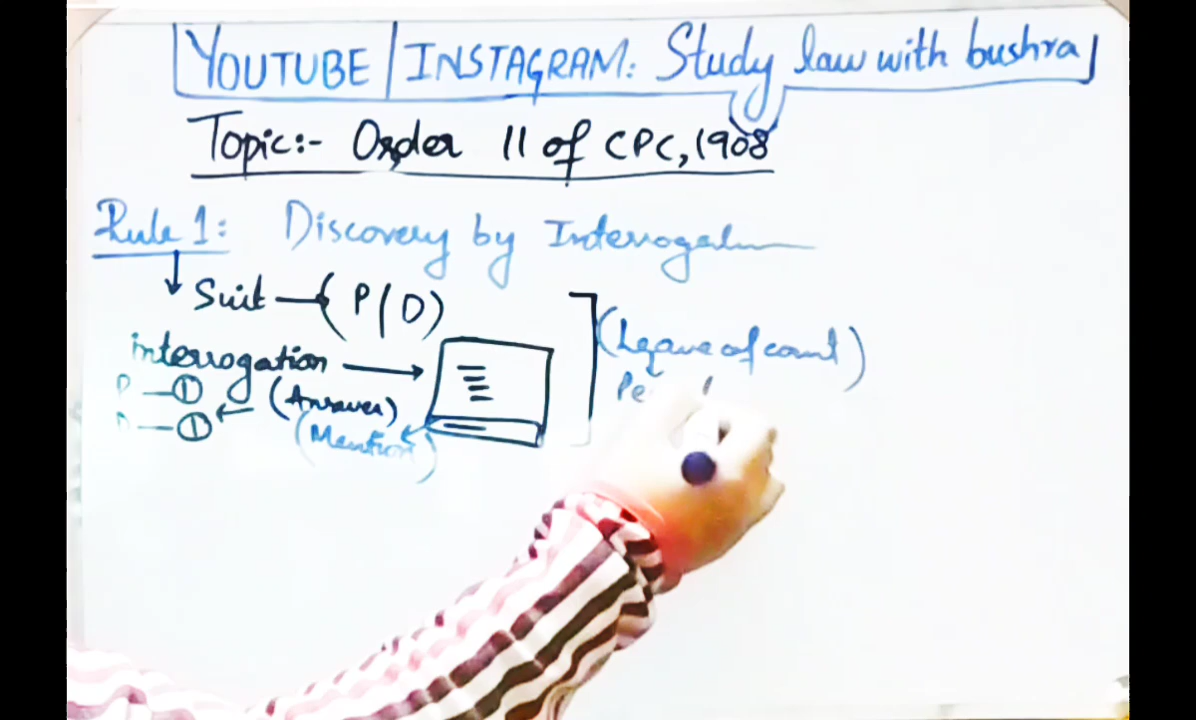 YOUTUBE | INSTAGRAM: Study law with bushra
Topic:- Order 11 of CPC, 1908
Rule 1: Discovery by
Suit (P/D)
interrogation
(Leave of court)
P — ①
(Answer)
D — ①
(Mention)